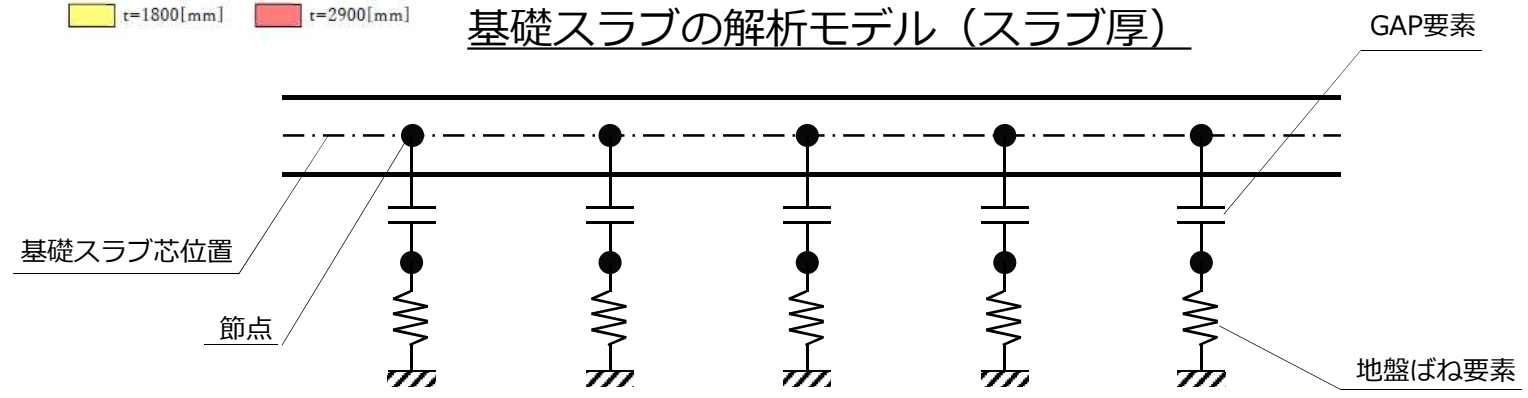 t=1800[mm] t=2900[mm]
基礎スラブの解析モデル（スラブ厚）
GAP要素
基礎スラブ芯位置
節点
地盤ばね要素